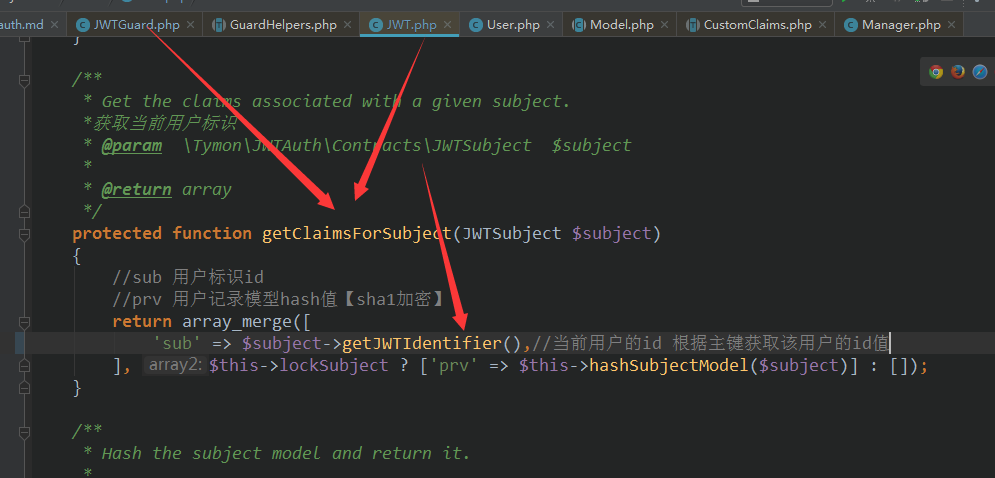 auth.md JWTGuard.php GuardHelpers.php JWT.php User.php Model.php CustomClaims.php Manager.php
}
/**
* Get the claims associated with a given subject.
*获取当前用户标识
* @param \Tymon\JWTAuth\Contracts\JWTSubject $subject
*
* @return array
*/
protected function getClaimsForSubject(JWTSubject $subject)
{
//sub 用户标识id
//prv 用户记录模型hash值【sha1加密】
return array_merge([
'sub' => $subject->getJWTIdentifier(),//当前用户的id 根据主键获取该用户的id值
], array2: $this->lockSubject ? ['prv' => $this->hashSubjectModel($subject)] : []);
}
/**
* Hash the subject model and return it.
*